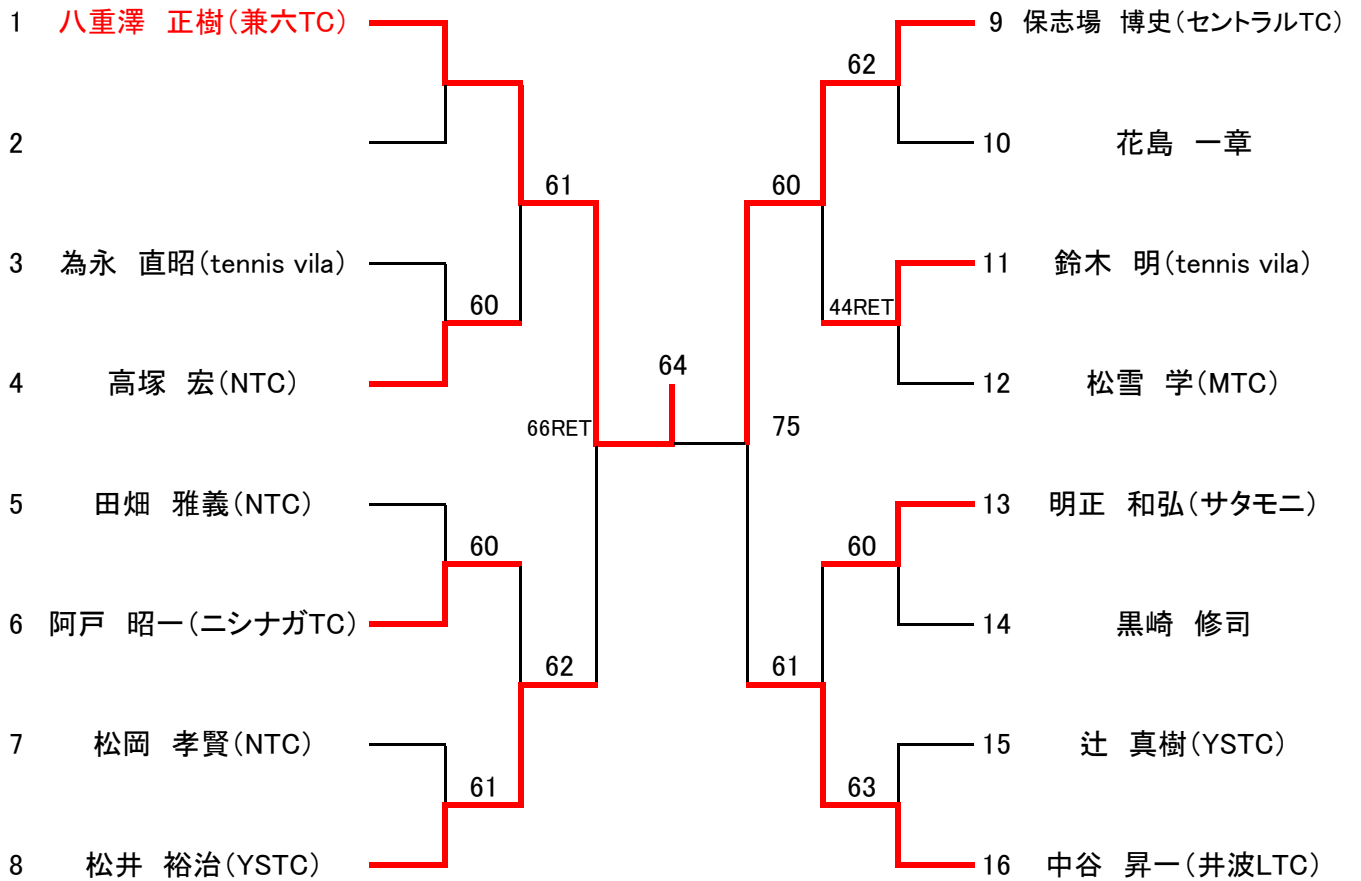 1 八重澤 正樹(兼六TC)
2
61
3 為永 直昭(tennis vila)
60
4 高塚 宏(NTC)
66RET
5 田畑 雅義(NTC)
60
6 阿戸 昭一(ニシナガTC)
62
7 松岡 孝賢(NTC)
61
8 松井 裕治(YSTC)
64
9 保志場 博史(セントラルTC)
62
10 花島 一章
60
11 鈴木 明(tennis vila)
44RET
12 松雪 学(MTC)
75
13 明正 和弘(サタモニ)
60
14 黒崎 修司
61
15 辻 真樹(YSTC)
63
16 中谷 昇一(井波LTC)